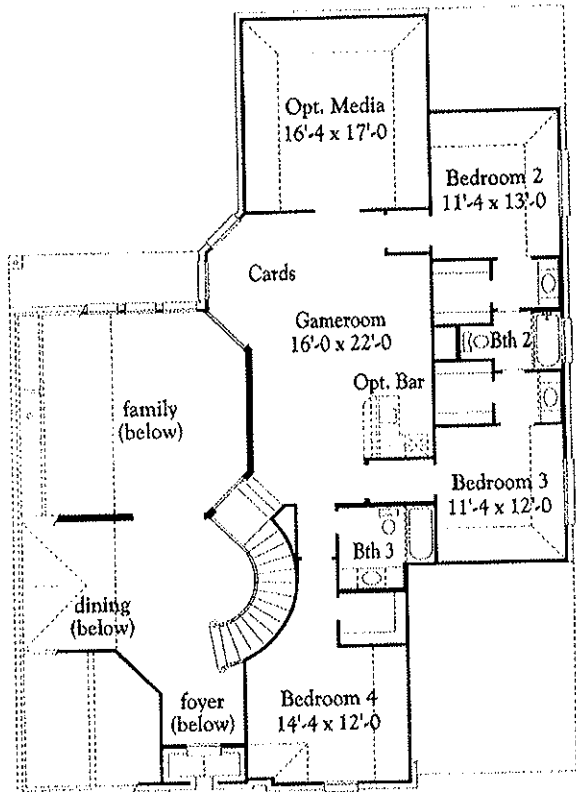 Opt. Media
16'-4 x 17'-0
Bedroom 2
11'-4 x 13'-0
Cards
Gameroom
16'-0 x 22'-0
Bth 2
Opt. Bar
family
(below)
Bedroom 3
11'-4 x 12'-0
Bth 3
dining
(below)
foyer
(below)
Bedroom 4
14'-4 x 12'-0